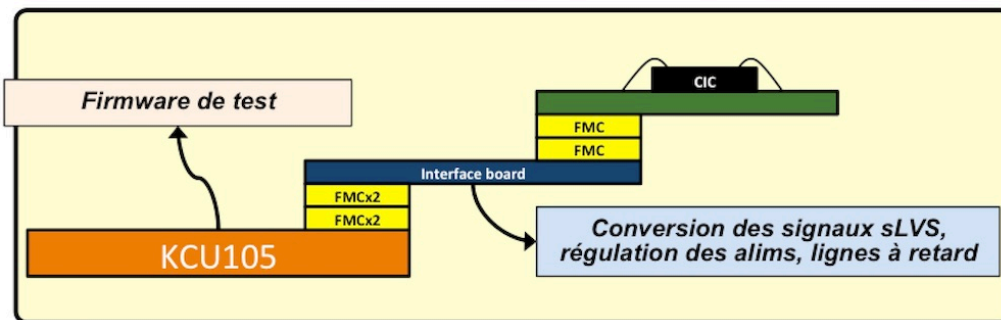 CIC
Firmware de test
FMC
FMC
Interface board
FMCx2
FMCx2
Conversion des signaux sLVS,
régulation des alims, lignes à retard
KCU105